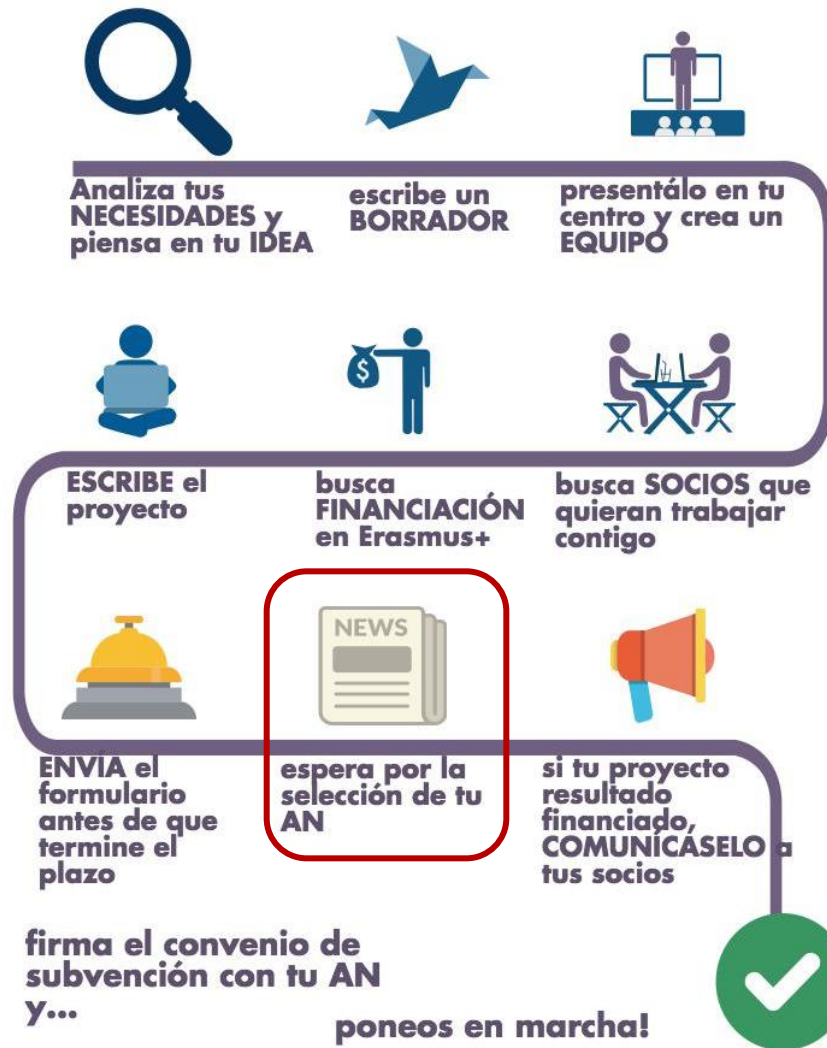 Analiza tus
NECESIDADES y
piensa en tu IDEA
escribe un
BORRADOR
presentálo en tu
centro y crea un
EQUIPO
$
ESCRIBE el
proyecto
busca
FINANCIACIÓN
en Erasmus+
busca SOCIOS que
quieran trabajar
contigo
NEWS
ENVÍA el
formulario
antes de que
termine el
plazo
espera por la
selección de tu
AN
si tu proyecto
resultado
financiado,
COMUNÍCASELO a
tus socios
firma el convenio de
subvención con tu AN
y...
poneos en marcha!